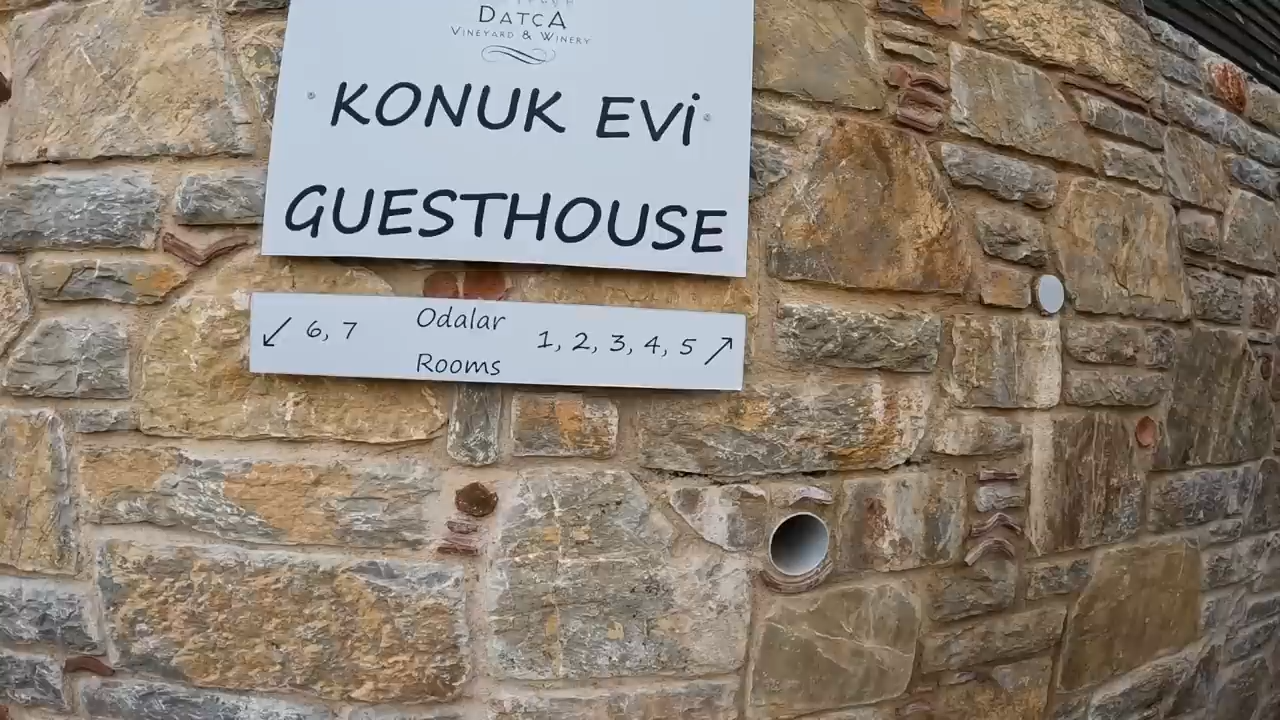 DATÇA
VINEYARD & WINERY
KONUK EVİ
GUESTHOUSE
↙ 6, 7 Odalar 1, 2, 3, 4, 5 ↗
Rooms